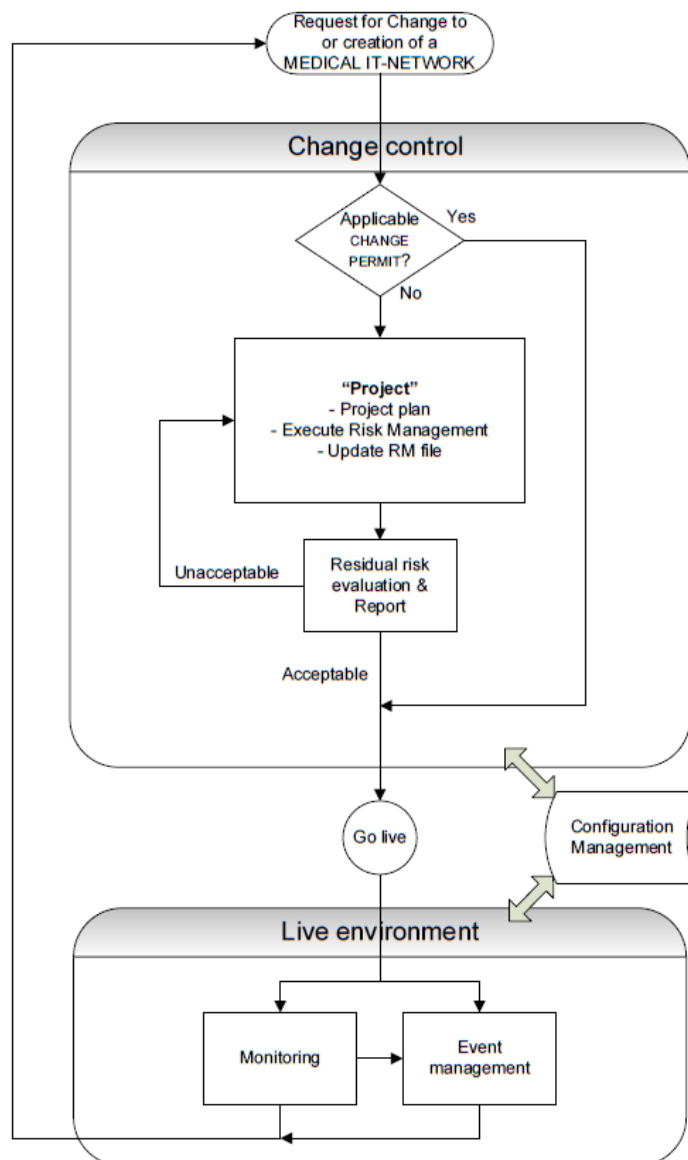 Request for Change to
or creation of a
MEDICAL IT-NETWORK
Change control
Applicable
CHANGE
PERMIT?
Yes
No
“Project”
- Project plan
- Execute Risk Management
- Update RM file
Unacceptable
Residual risk
evaluation &
Report
Acceptable
Go live
Configuration
Management
Live environment
Monitoring
Event
management